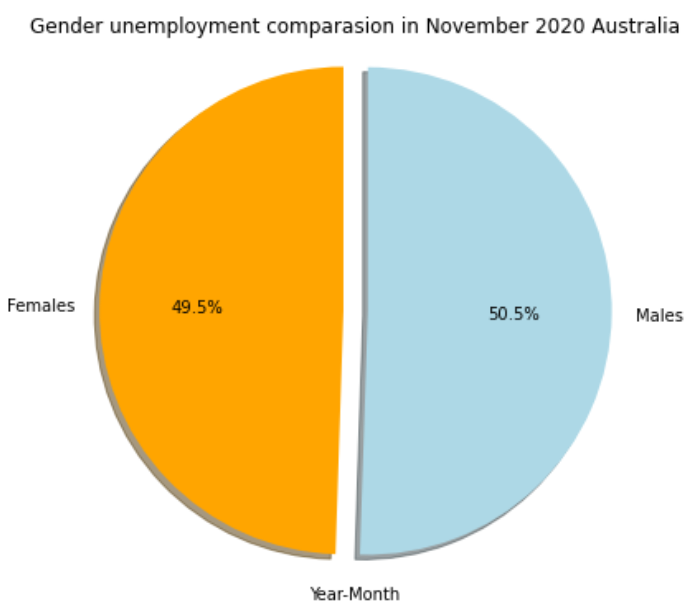 Gender unemployment comparasion in November 2020 Australia
Females
49.5%
50.5%
Males
Year-Month